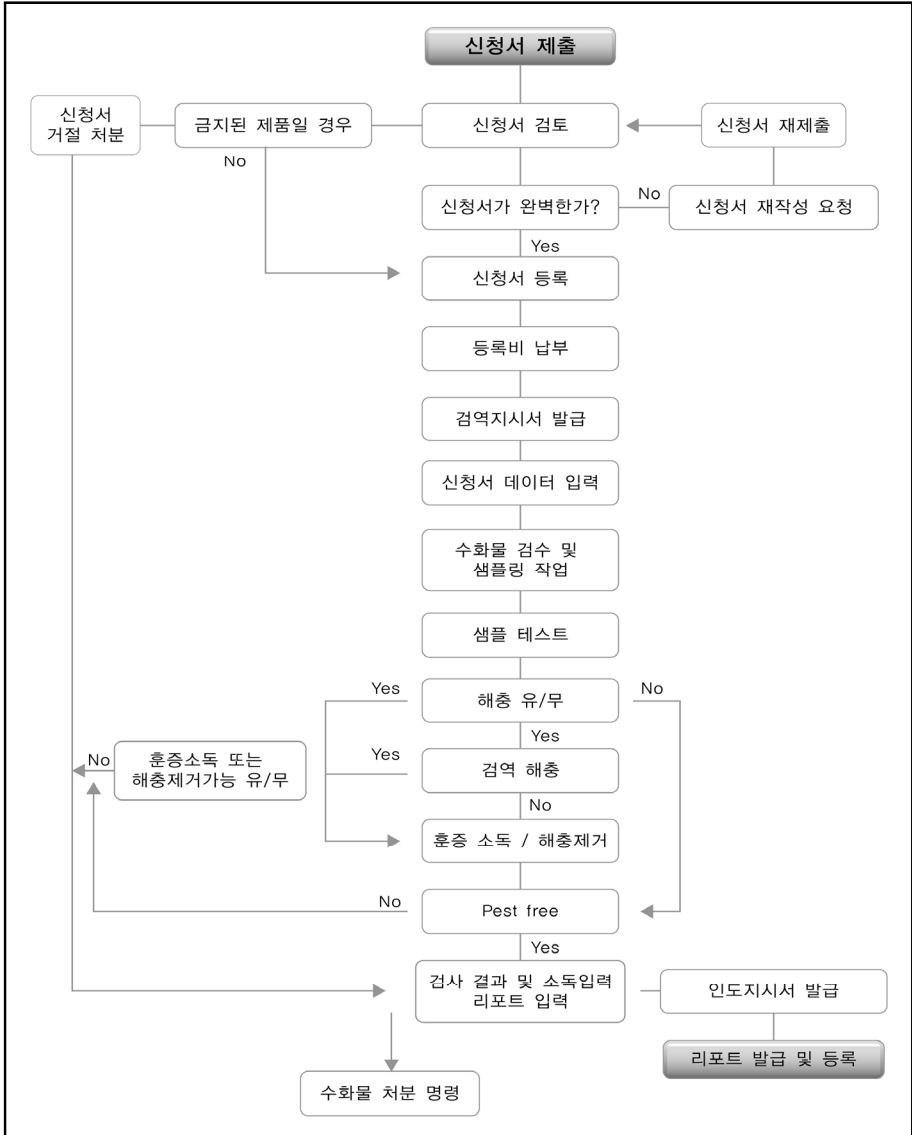 신청서 제출
신청서
거절 처분
금지된 제품일 경우
신청서 검토
신청서 재제출
No
신청서가 완벽한가?
No
신청서 재작성 요청
Yes
신청서 등록
등록비 납부
검역지시서 발급
신청서 데이터 입력
수화물 검수 및
샘플링 작업
샘플 테스트
Yes
해충 유/무
No
Yes
Yes
검역 해충
No
훈증소독 또는
해충제거가능 유/무
No
훈증 소독 / 해충제거
No
Pest free
Yes
검사 결과 및 소독입력
리포트 입력
인도지시서 발급
리포트 발급 및 등록
수화물 처분 명령